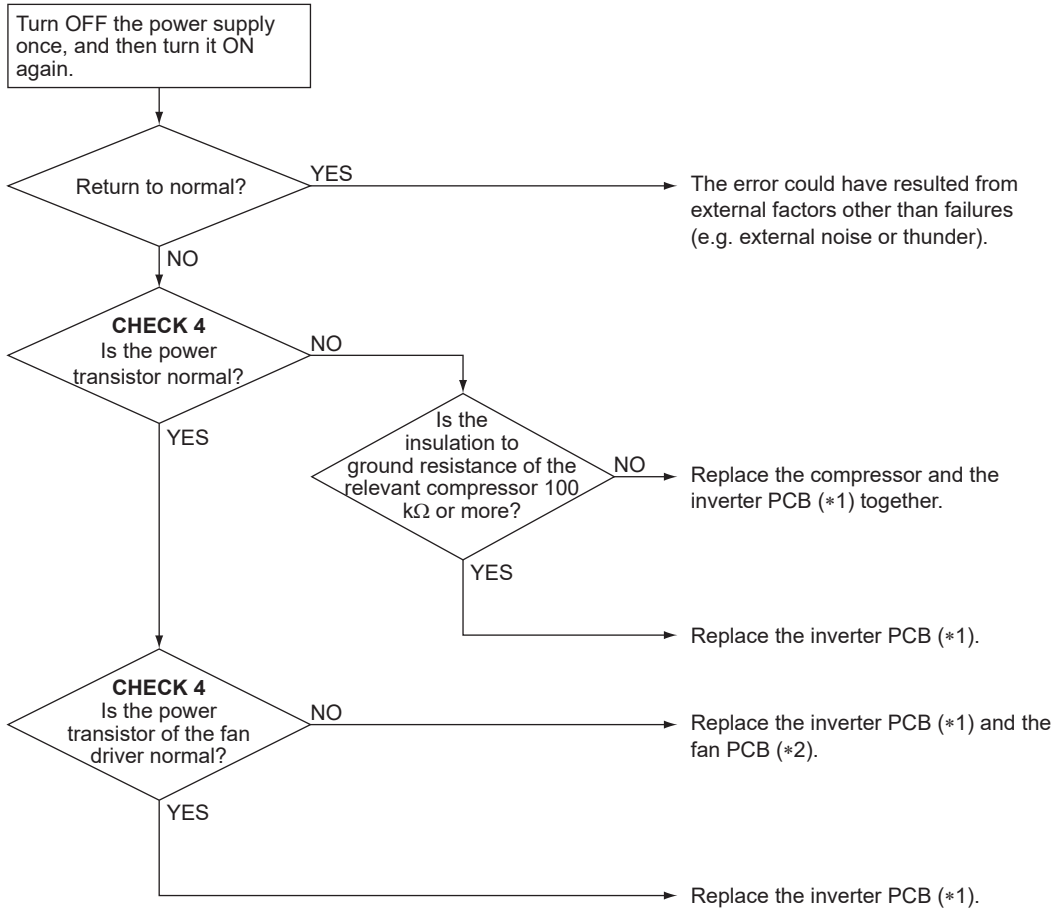 Turn OFF the power supply
once, and then turn it ON
again.
Return to normal?
YES
The error could have resulted from
external factors other than failures
(e.g. external noise or thunder).
NO
CHECK 4
Is the power
transistor normal?
NO
YES
Is the
insulation to
ground resistance of the
relevant compressor 100
kΩ or more?
NO
Replace the compressor and the
inverter PCB (*1) together.
YES
Replace the inverter PCB (*1).
CHECK 4
Is the power
transistor of the fan
driver normal?
NO
Replace the inverter PCB (*1) and the
fan PCB (*2).
YES
Replace the inverter PCB (*1).